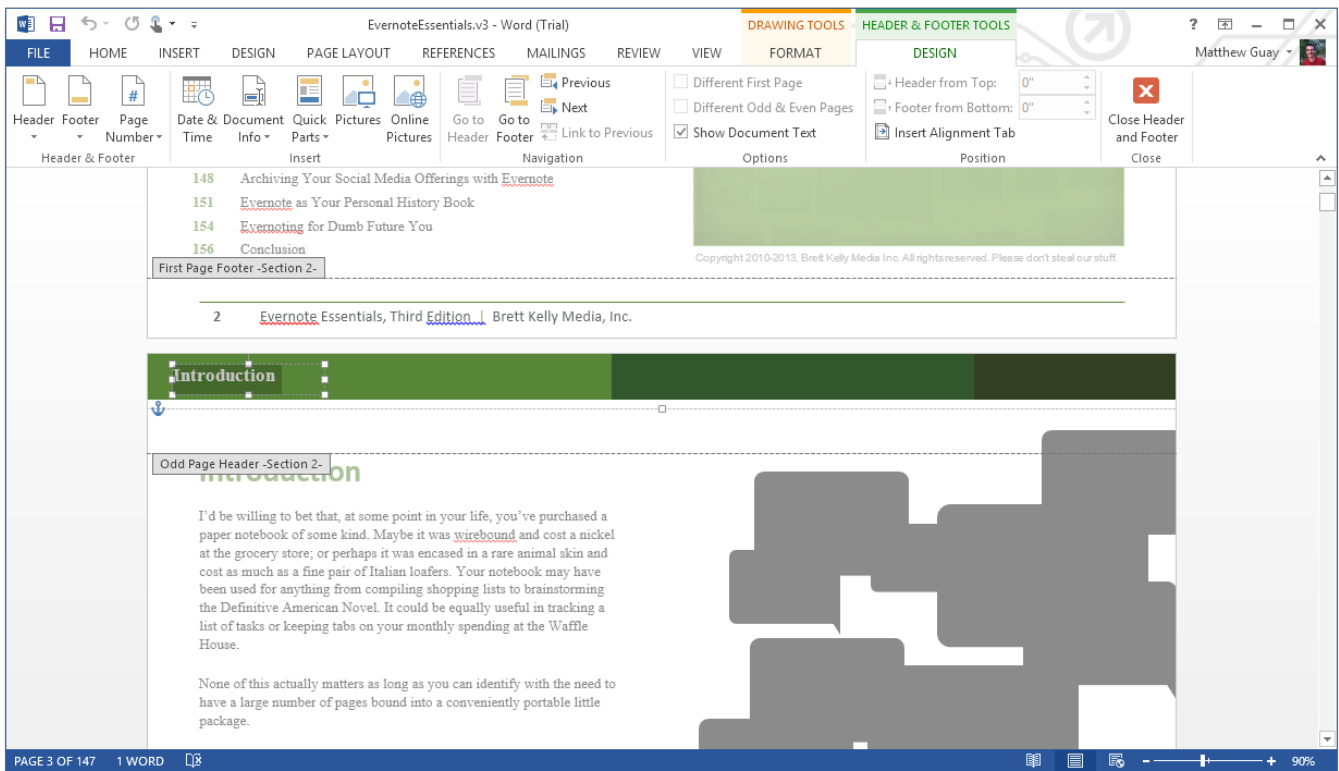 EvernoteEssentials.v3 - Word (Trial)
DRAWING TOOLS
HEADER & FOOTER TOOLS
?
FILE HOME INSERT DESIGN PAGE LAYOUT REFERENCES MAILINGS REVIEW VIEW FORMAT DESIGN
Matthew Guay
Header
Footer
Page Number
Header & Footer
Date & Time
Document Info
Quick Parts
Pictures
Online Pictures
Insert
Go to Header
Go to Footer
Previous
Next
Link to Previous
Navigation
Different First Page
Different Odd & Even Pages
Show Document Text
Options
Header from Top: 0"
Footer from Bottom: 0"
Insert Alignment Tab
Position
Close Header and Footer
Close
148 Archiving Your Social Media Offerings with Evernote
151 Evernote as Your Personal History Book
154 Evernoting for Dumb Future You
156 Conclusion
Copyright 2010-2013, Brett Kelly Media Inc. All rights reserved. Please don't steal our stuff.
First Page Footer -Section 2-
2 Evernote Essentials, Third Edition | Brett Kelly Media, Inc.
Introduction
Odd Page Header -Section 2-
Introduction
I'd be willing to bet that, at some point in your life, you've purchased a
paper notebook of some kind. Maybe it was wirebound and cost a nickel
at the grocery store; or perhaps it was encased in a rare animal skin and
cost as much as a fine pair of Italian loafers. Your notebook may have
been used for anything from compiling shopping lists to brainstorming
the Definitive American Novel. It could be equally useful in tracking a
list of tasks or keeping tabs on your monthly spending at the Waffle
House.
None of this actually matters as long as you can identify with the need to
have a large number of pages bound into a conveniently portable little
package.
PAGE 3 OF 147 1 WORD
90%